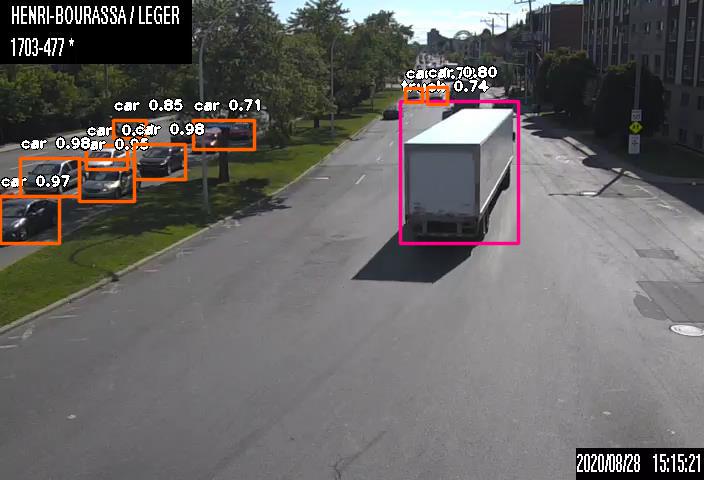 HENRI-BOURASSA / LEGER
1703-477 *
car 0.80
truck 0.74
car 0.85
car 0.71
car 0.98
car 0.98
car 0.97
2020/08/28 15:15:21